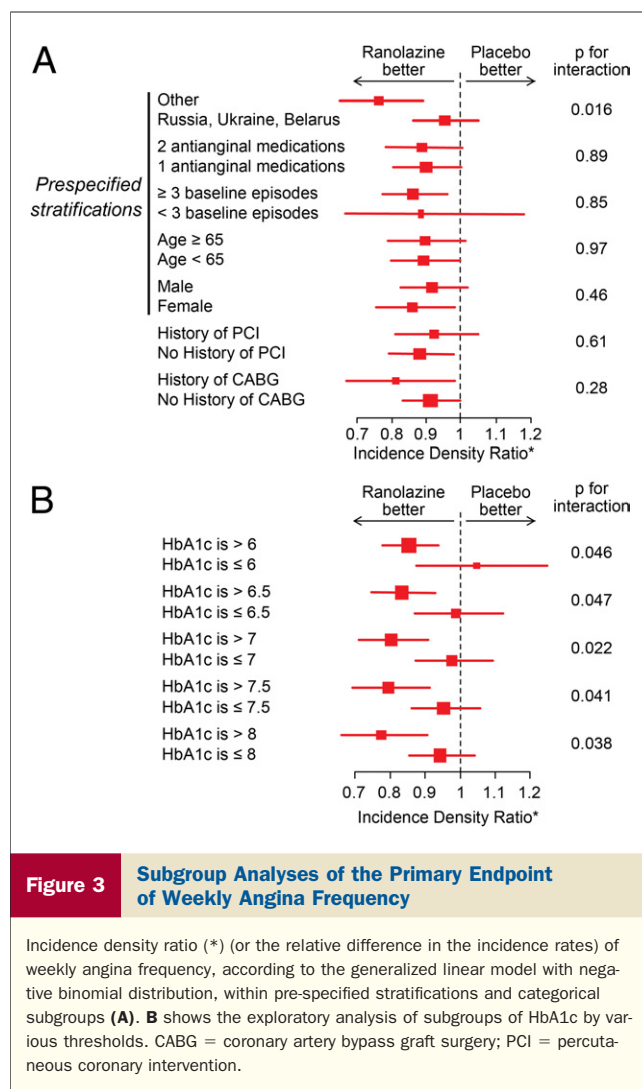 A
Ranolazine better
Placebo better
p for interaction
Prespecified stratifications
Other
Russia, Ukraine, Belarus
0.016
2 antianginal medications
1 antianginal medications
0.89
≥ 3 baseline episodes
< 3 baseline episodes
0.85
Age ≥ 65
Age < 65
0.97
Male
Female
0.46
History of PCI
No History of PCI
0.61
History of CABG
No History of CABG
0.28
0.7 0.8 0.9 1 1.1 1.2
Incidence Density Ratio*
B
Ranolazine better
Placebo better
p for interaction
HbA1c is > 6
HbA1c is ≤ 6
0.046
HbA1c is > 6.5
HbA1c is ≤ 6.5
0.047
HbA1c is > 7
HbA1c is ≤ 7
0.022
HbA1c is > 7.5
HbA1c is ≤ 7.5
0.041
HbA1c is > 8
HbA1c is ≤ 8
0.038
0.7 0.8 0.9 1 1.1 1.2
Incidence Density Ratio*
Figure 3
Subgroup Analyses of the Primary Endpoint
of Weekly Angina Frequency
Incidence density ratio (*) (or the relative difference in the incidence rates) of
weekly angina frequency, according to the generalized linear model with nega-
tive binomial distribution, within pre-specified stratifications and categorical
subgroups (A). B shows the exploratory analysis of subgroups of HbA1c by var-
ious thresholds. CABG = coronary artery bypass graft surgery; PCI = percuta-
neous coronary intervention.